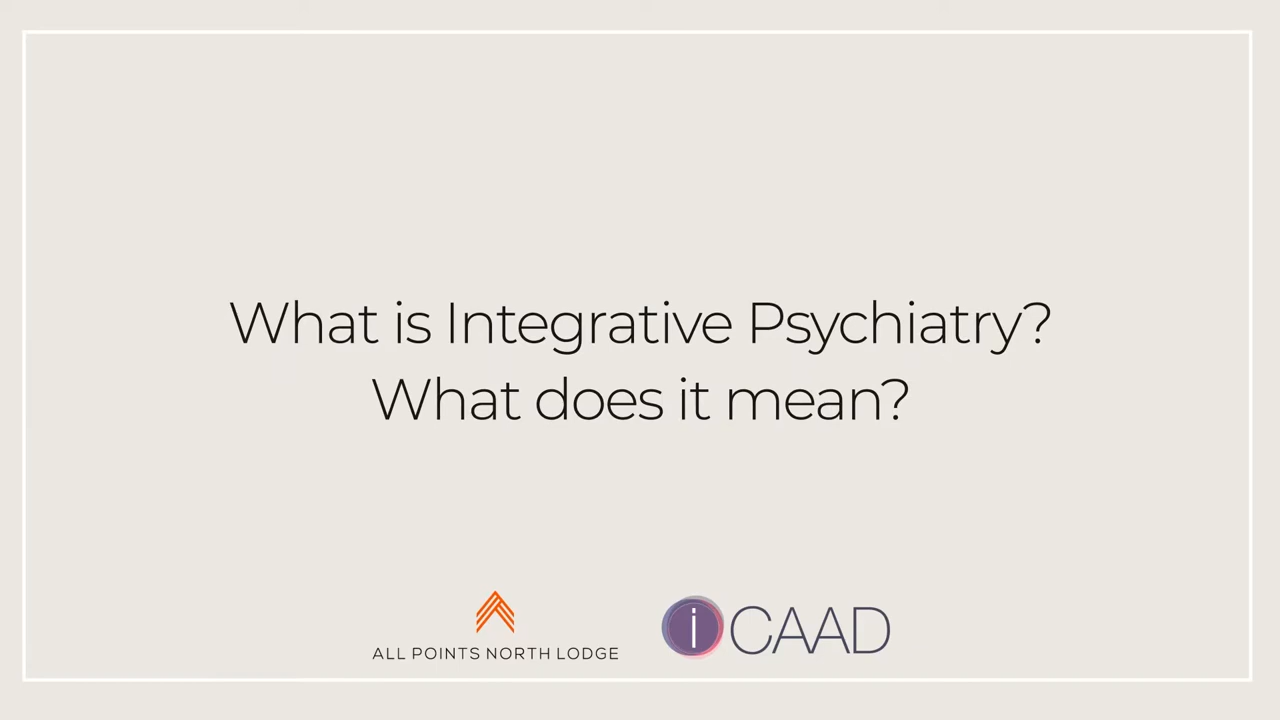 What is Integrative Psychiatry?
What does it mean?
ALL POINTS NORTH LODGE
iCAAD